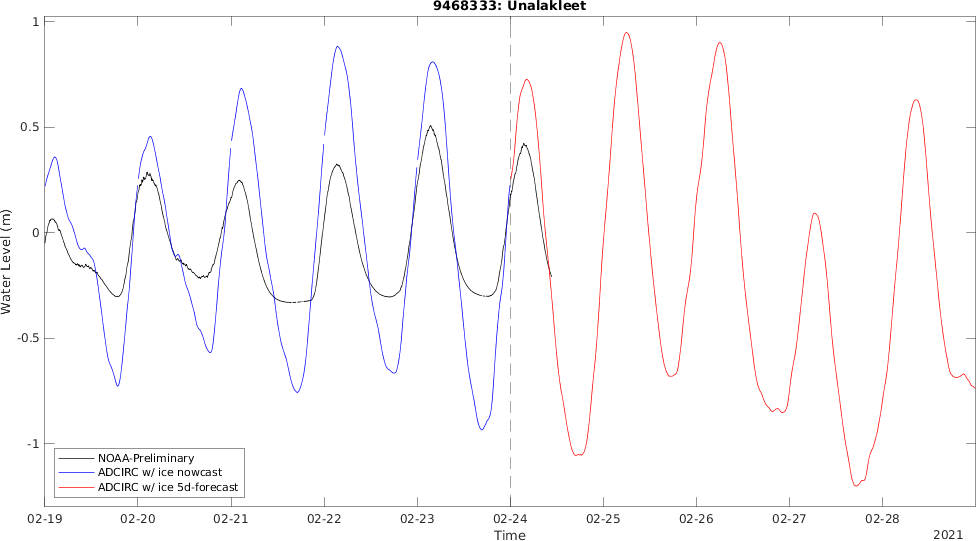 9468333: Unalakleet
Water Level (m)
1
0.5
0
-0.5
-1
NOAA-Preliminary
ADCIRC w/ ice nowcast
ADCIRC w/ ice 5d-forecast
02-19 02-20 02-21 02-22 02-23 02-24 02-25 02-26 02-27 02-28
Time
2021